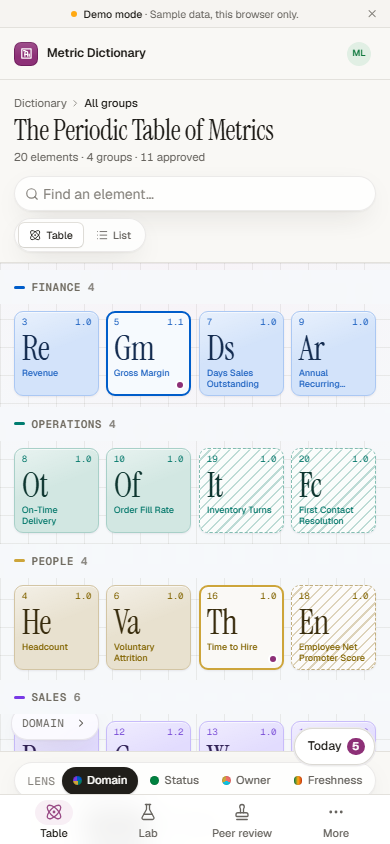 Demo mode · Sample data, this browser only.
Metric Dictionary
ML
Dictionary > All groups
The Periodic Table of Metrics
20 elements · 4 groups · 11 approved
Find an element…
Table
List
FINANCE 4
3 1.0
Re
Revenue
5 1.1
Gm
Gross Margin
7 1.0
Ds
Days Sales
Outstanding
9 1.0
Ar
Annual
Recurring…
OPERATIONS 4
8 1.0
Ot
On-Time
Delivery
10 1.0
Of
Order Fill Rate
19 1.0
It
Inventory Turns
20 1.0
Fc
First Contact
Resolution
PEOPLE 4
4 1.0
He
Headcount
6 1.0
Va
Voluntary
Attrition
16 1.0
Th
Time to Hire
18 1.0
En
Employee Net
Promoter Score
SALES 6
DOMAIN >
12 1.2
13 1.0
Today 5
LENS
Domain
Status
Owner
Freshness
Table
Lab
Peer review
More